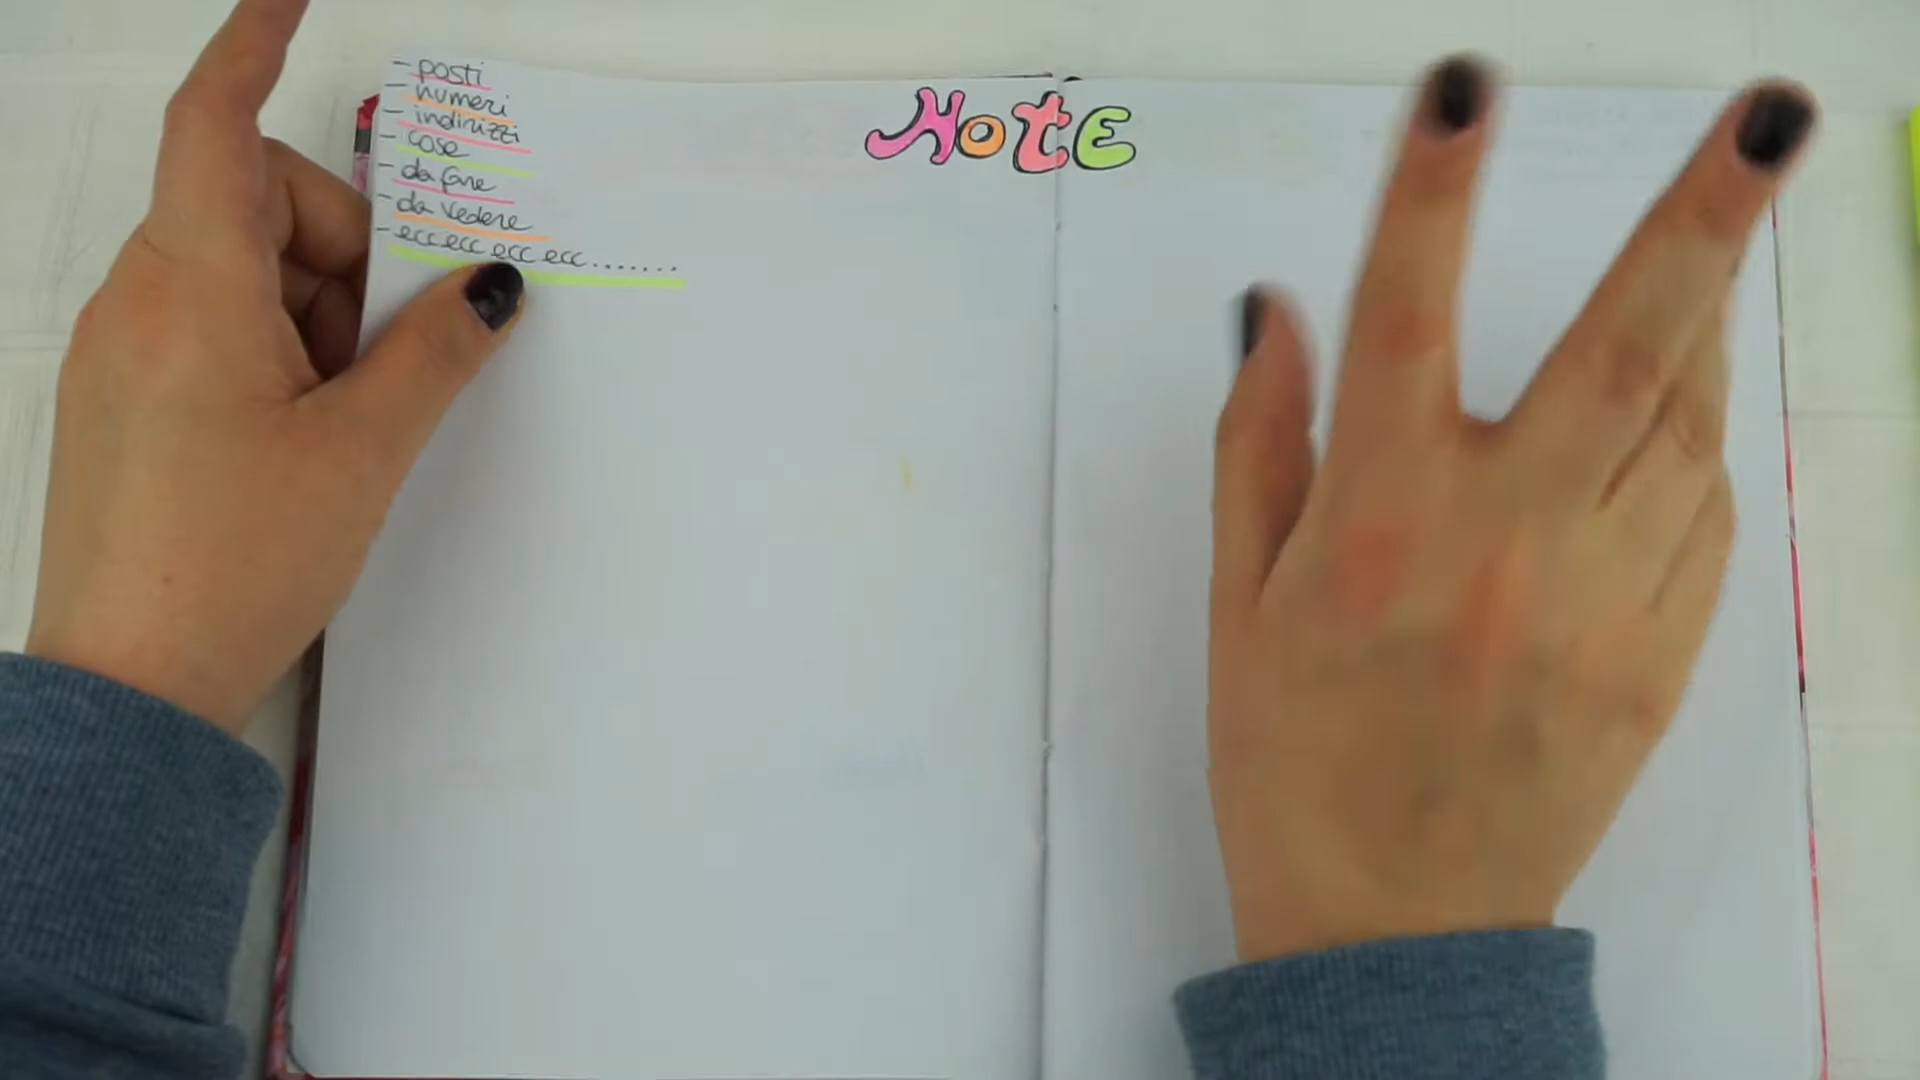 - posti
- numeri
- indirizzi
- cose
- da fare
- da vedere
- ecc ecc ecc ecc.......
NOTE